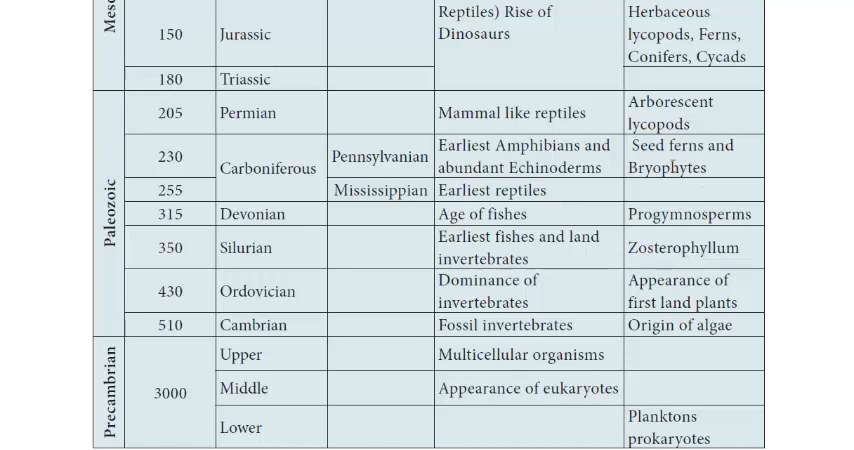 Meso
Reptiles) Rise of
Dinosaurs
Herbaceous
lycopods, Ferns,
Conifers, Cycads
150
Jurassic
180
Triassic
Paleozoic
205
Permian
Mammal like reptiles
Arborescent
lycopods
230
Carboniferous
Pennsylvanian
Earliest Amphibians and
abundant Echinoderms
Seed ferns and
Bryophytes
255
Mississippian
Earliest reptiles
315
Devonian
Age of fishes
Progymnosperms
350
Silurian
Earliest fishes and land
invertebrates
Zosterophyllum
430
Ordovician
Dominance of
invertebrates
Appearance of
first land plants
510
Cambrian
Fossil invertebrates
Origin of algae
Precambrian
3000
Upper
Multicellular organisms
Middle
Appearance of eukaryotes
Lower
Planktons
prokaryotes